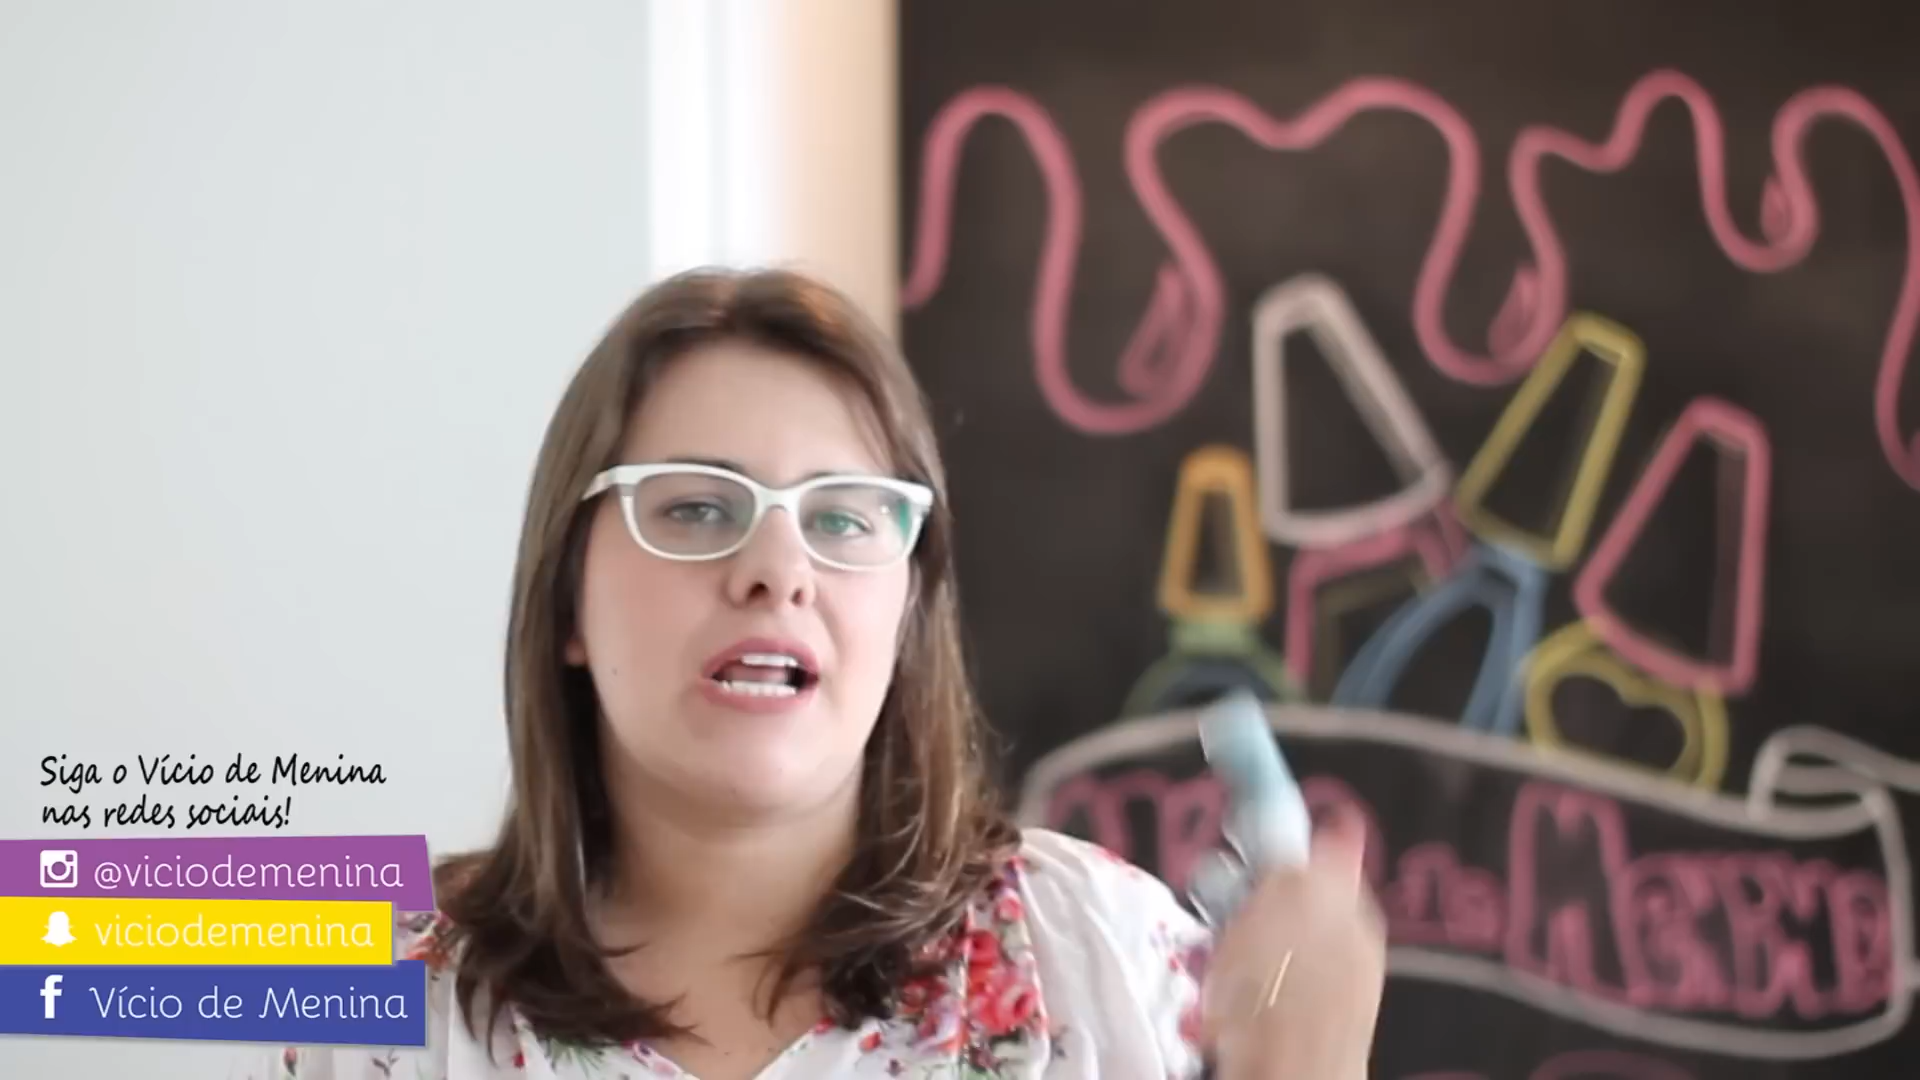 Siga o Vício de Menina
nas redes sociais!
@viciodemenina
viciodemenina
Vício de Menina